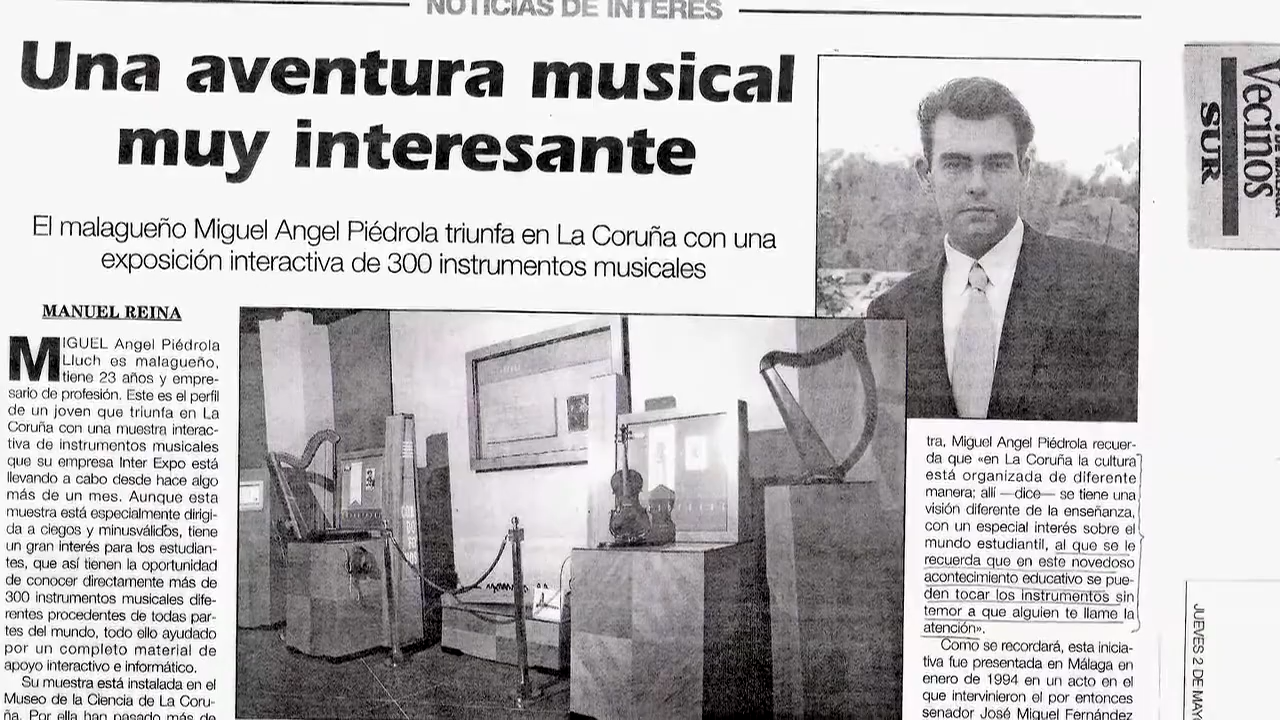 NOTICIAS DE INTERÉS
Una aventura musical
muy interesante
El malagueño Miguel Angel Piédrola triunfa en La Coruña con una
exposición interactiva de 300 instrumentos musicales
MANUEL REINA
MIGUEL Angel Piédrola
Lluch es malagueño,
tiene 23 años y empre-
sario de profesión. Este es el perfil
de un joven que triunfa en La
Coruña con una muestra interac-
tiva de instrumentos musicales
que su empresa Inter Expo está
llevando a cabo desde hace algo
más de un mes. Aunque esta
muestra está especialmente dirigi-
da a ciegos y minusválidos, tiene
un gran interés para los estudian-
tes, que así tienen la oportunidad
de conocer directamente más de
300 instrumentos musicales dife-
rentes procedentes de todas par-
tes del mundo, todo ello ayudado
por un completo material de
apoyo interactivo e informático.
Su muestra está instalada en el
Museo de la Ciencia de La Coru-
ña. Por ella han pasado más de
tra, Miguel Angel Piédrola recuer-
da que «en La Coruña la cultura
está organizada de diferente
manera; allí —dice— se tiene una
visión diferente de la enseñanza,
con un especial interés sobre el
mundo estudiantil, al que se le
recuerda que en este novedoso
acontecimiento educativo se pue-
den tocar los instrumentos sin
temor a que alguien te llame la
atención».
Como se recordará, esta inicia-
tiva fue presentada en Málaga en
enero de 1994 en un acto en el
que intervinieron el por entonces
senador José Miguel Fernández
Vecinos
SUR
JUEVES 2 DE MAY